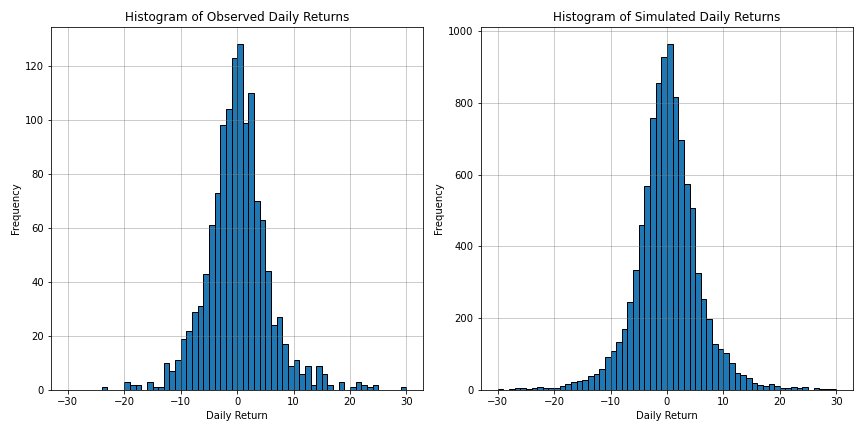 Histogram of Observed Daily Returns
Frequency
120
100
80
60
40
20
0
−30 −20 −10 0 10 20 30
Daily Return
Histogram of Simulated Daily Returns
Frequency
1000
800
600
400
200
0
−30 −20 −10 0 10 20 30
Daily Return